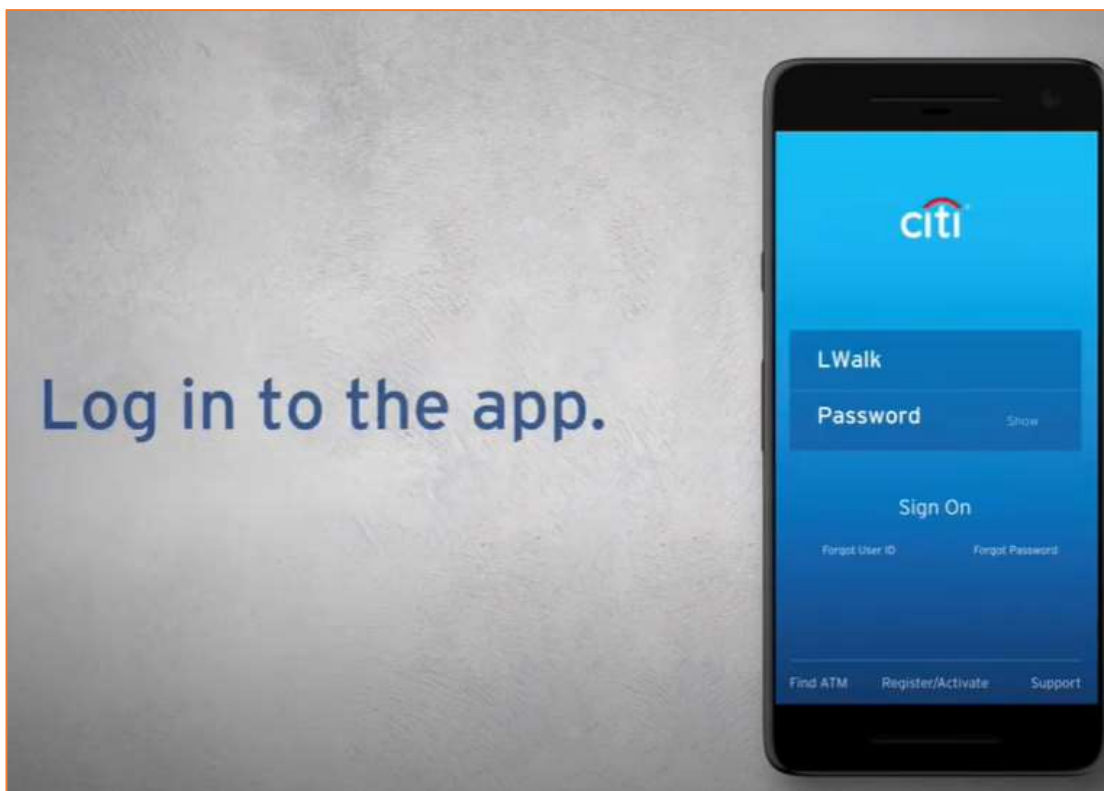 Log in to the app.
citi
LWalk
Password Show
Sign On
Forgot User ID Forgot Password
Find ATM Register/Activate Support